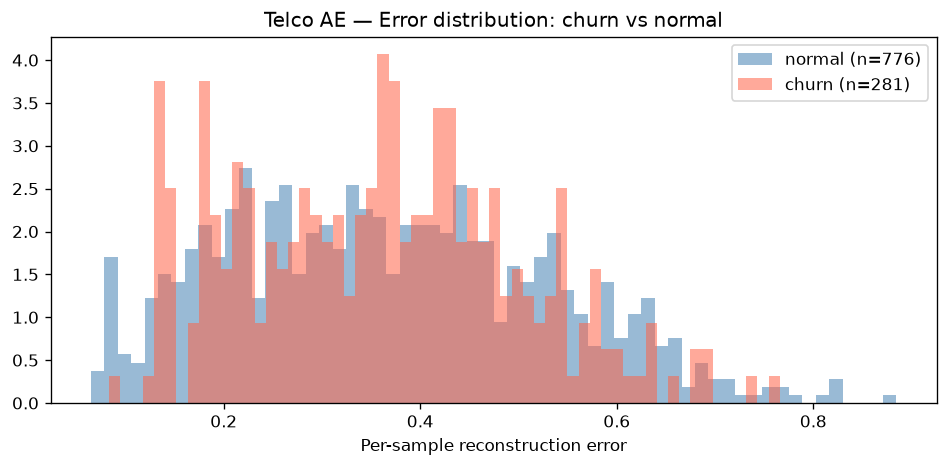 Telco AE — Error distribution: churn vs normal
normal (n=776)
churn (n=281)
4.0
3.5
3.0
2.5
2.0
1.5
1.0
0.5
0.0
0.2 0.4 0.6 0.8
Per-sample reconstruction error